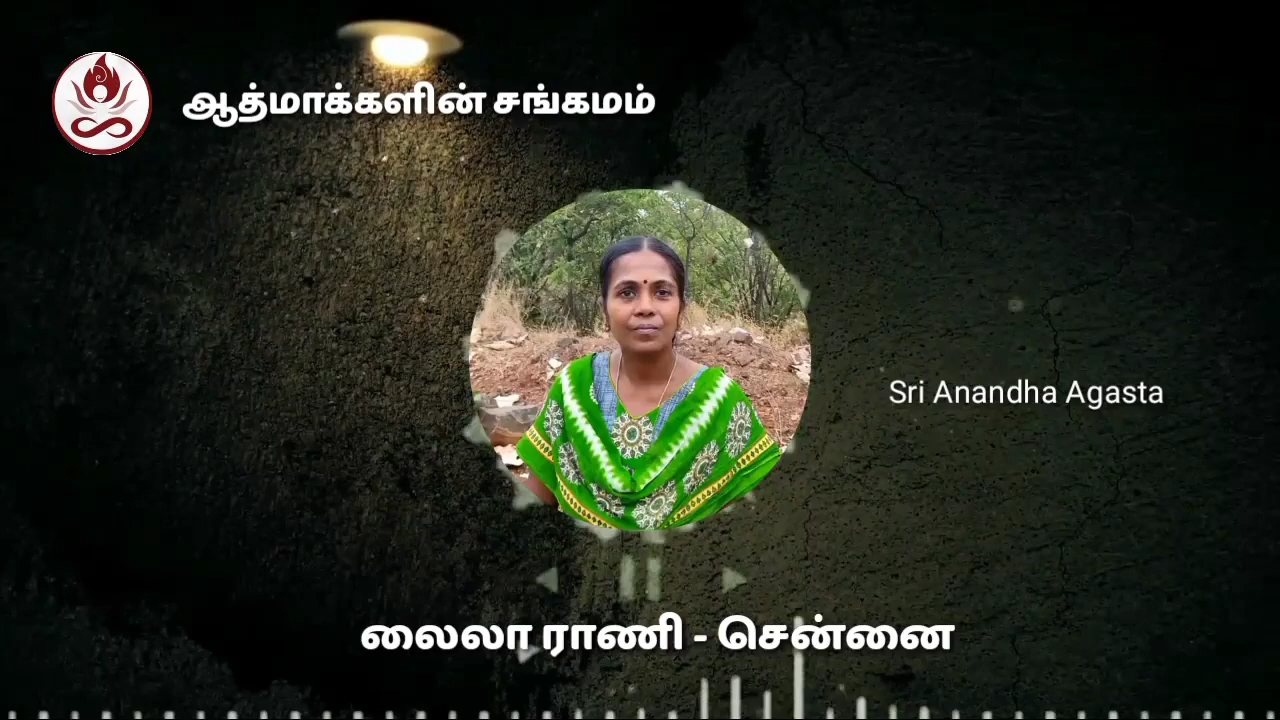 ஆத்மாக்களின் சங்கமம்
Sri Anandha Agasta
லைலா ராணி - சென்னை